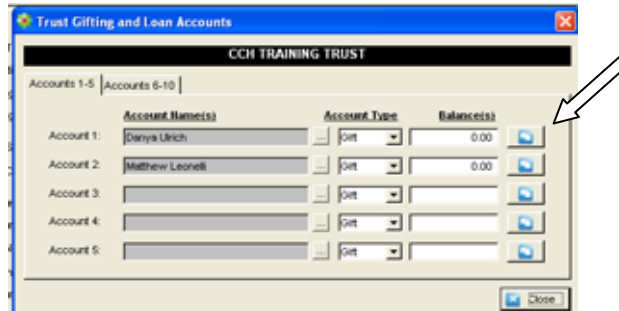 Trust Gifting and Loan Accounts
CCH TRAINING TRUST
Accounts 1-5 Accounts 6-10
Account Name(s) Account Type Balance(s)
Account 1: Danya Ulrich ... Gift 0.00
Account 2: Matthew Leonelli ... Gift 0.00
Account 3: ... Gift
Account 4: ... Gift
Account 5: ... Gift
Close